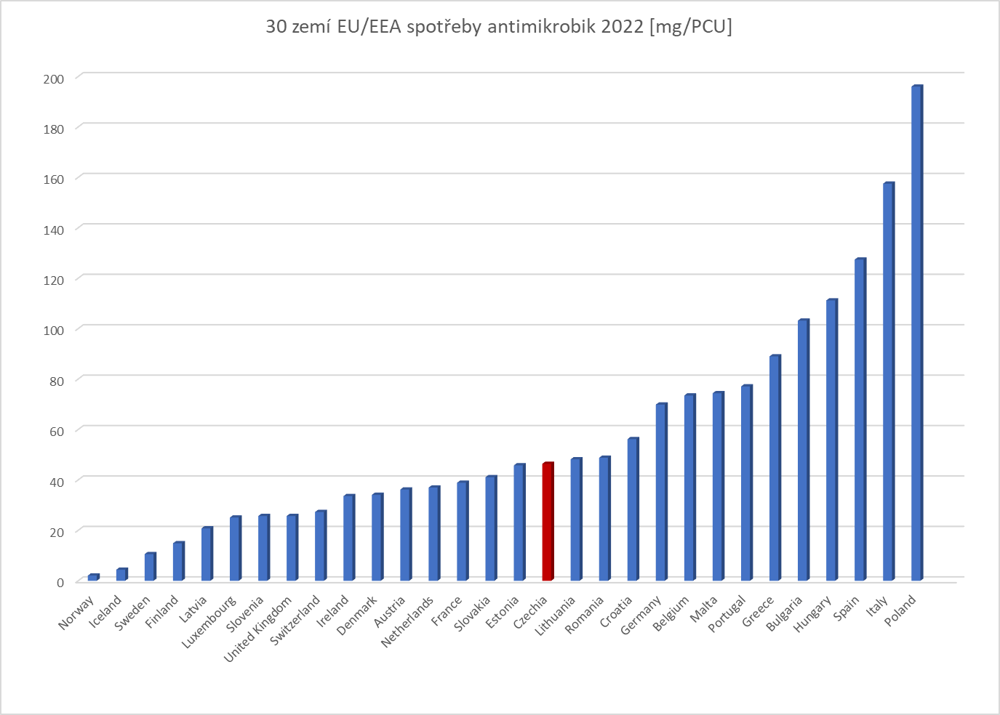 30 zemí EU/EEA spotřeby antimikrobik 2022 [mg/PCU]
200
180
160
140
120
100
80
60
40
20
0
Norway
Iceland
Sweden
Finland
Latvia
Luxembourg
Slovenia
United Kingdom
Switzerland
Ireland
Denmark
Austria
Netherlands
France
Slovakia
Estonia
Czechia
Lithuania
Romania
Croatia
Germany
Belgium
Malta
Portugal
Greece
Bulgaria
Hungary
Spain
Italy
Poland